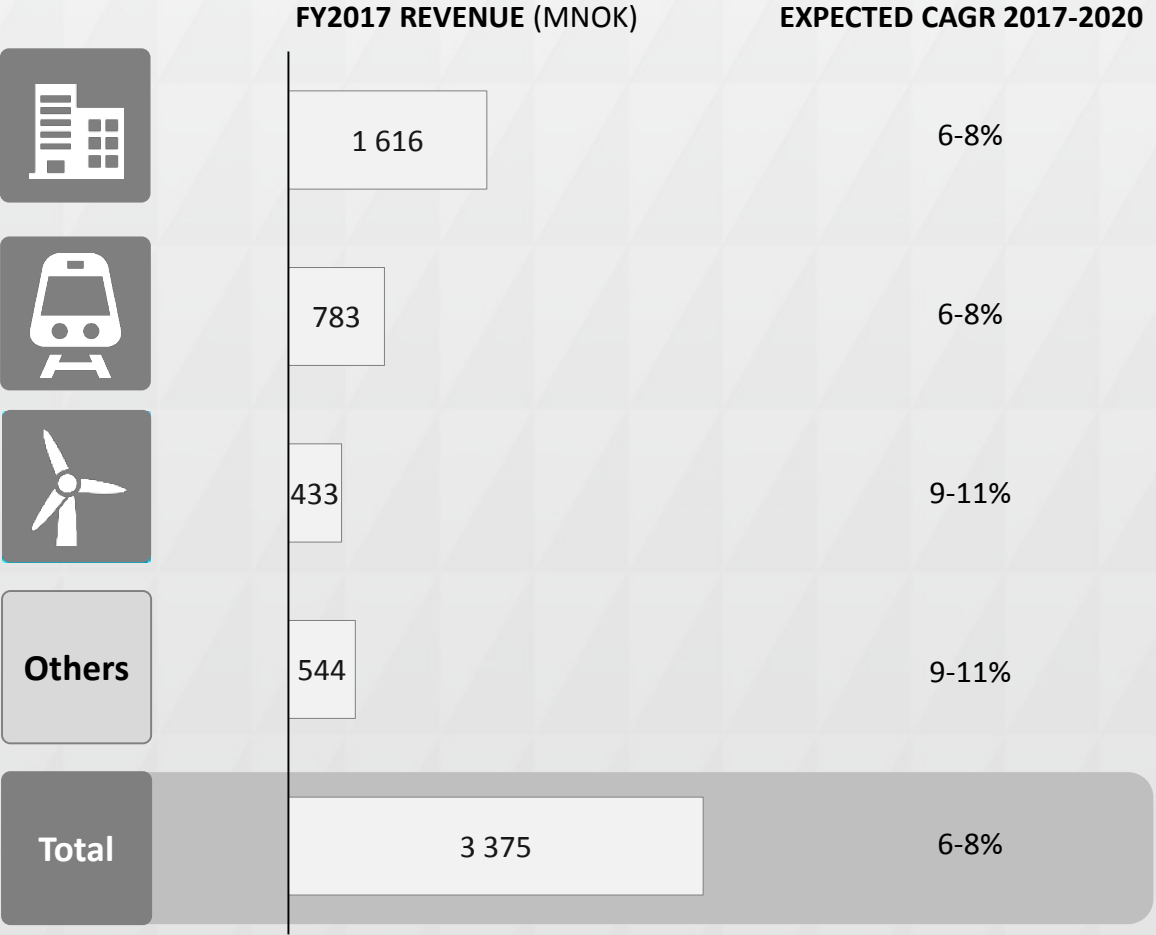 FY2017 REVENUE (MNOK) EXPECTED CAGR 2017-2020
1 616 6-8%
783 6-8%
433 9-11%
Others 544 9-11%
Total 3 375 6-8%